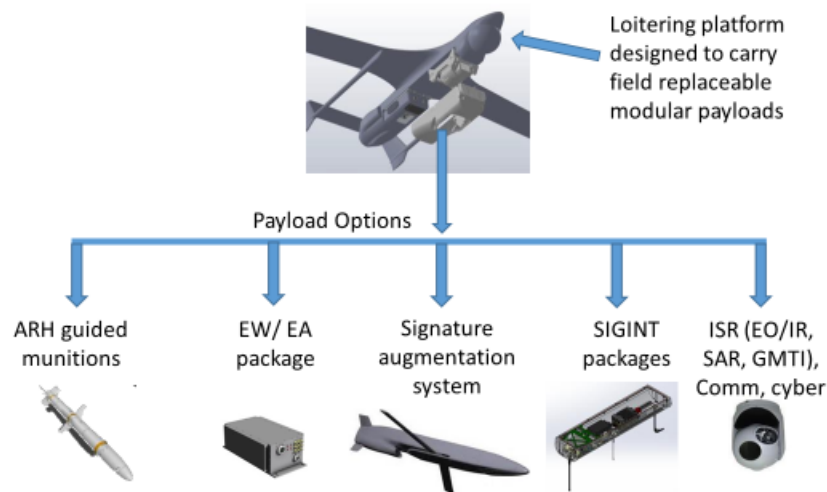 Loitering platform
designed to carry
field replaceable
modular payloads
Payload Options
ARH guided
munitions
EW/ EA
package
Signature
augmentation
system
SIGINT
packages
ISR (EO/IR,
SAR, GMTI),
Comm, cyber